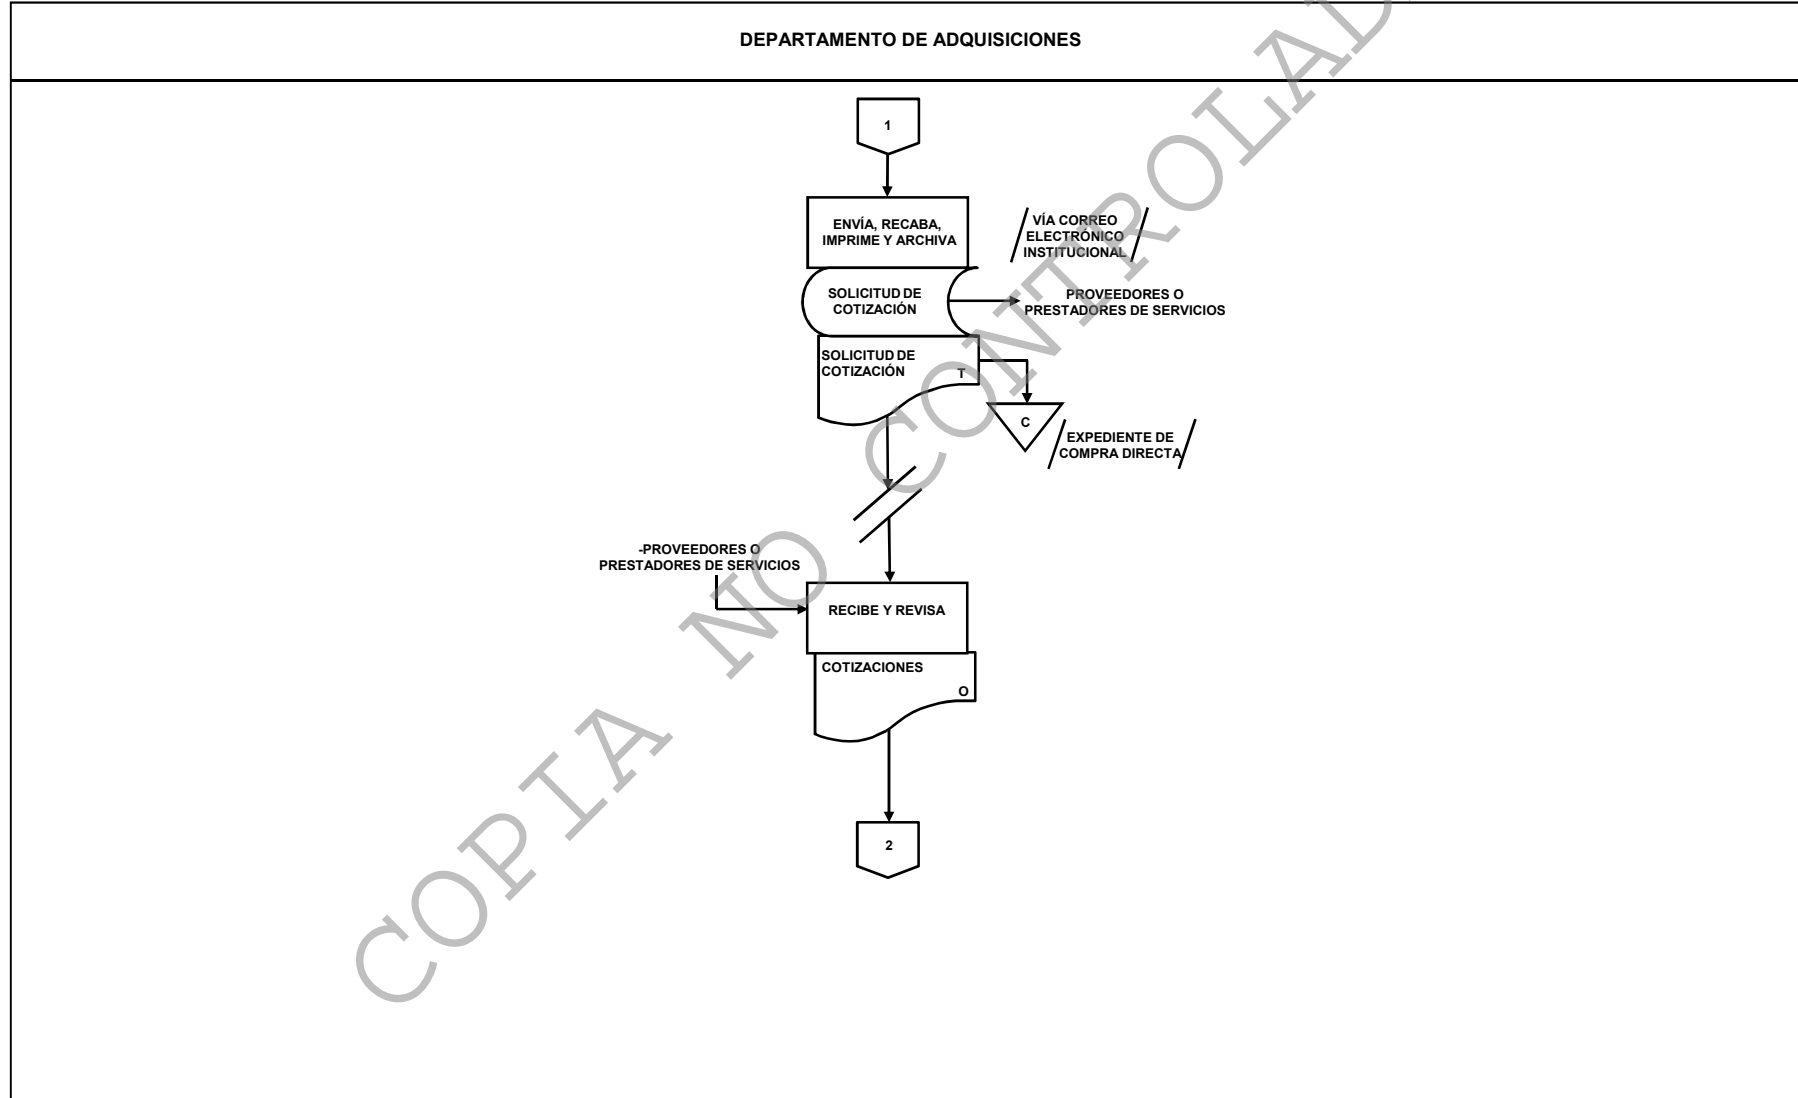 DEPARTAMENTO DE ADQUISICIONES
1
ENVÍA, RECABA,
IMPRIME Y ARCHIVA
VÍA CORREO
ELECTRÓNICO
INSTITUCIONAL
SOLICITUD DE
COTIZACIÓN
PROVEEDORES O
PRESTADORES DE SERVICIOS
SOLICITUD DE
COTIZACIÓN
T
C
EXPEDIENTE DE
COMPRA DIRECTA
-PROVEEDORES O
PRESTADORES DE SERVICIOS
RECIBE Y REVISA
COTIZACIONES
O
2
COPIA NO CONTROLAD